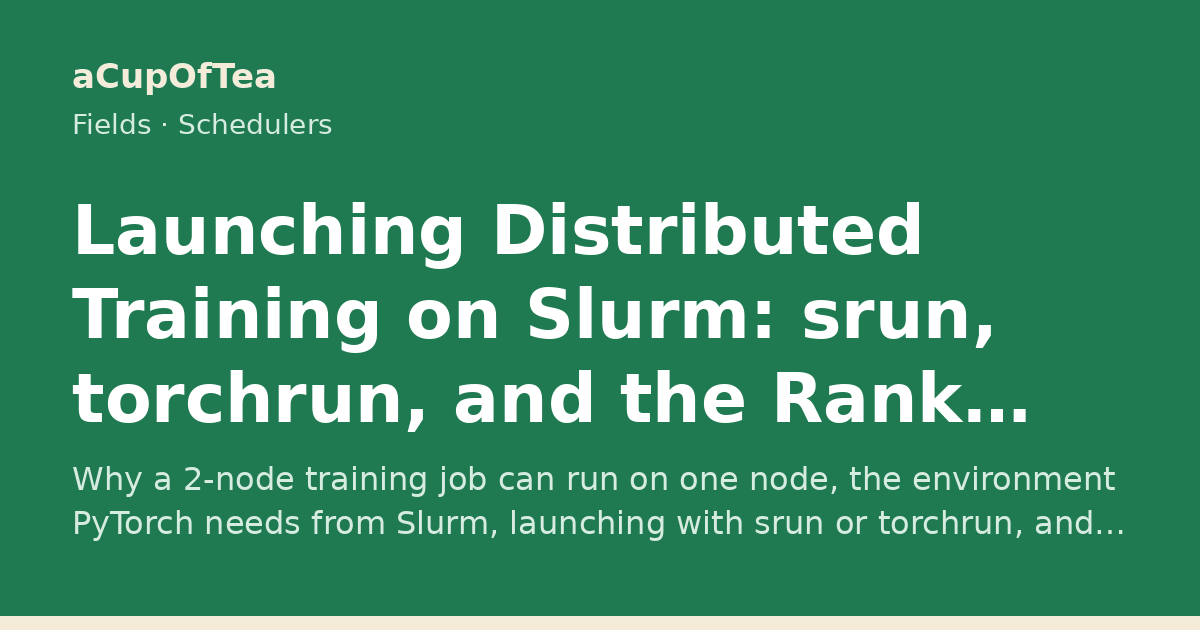 aCupOfTea
Fields · Schedulers
Launching Distributed
Training on Slurm: srun,
torchrun, and the Rank…
Why a 2-node training job can run on one node, the environment
PyTorch needs from Slurm, launching with srun or torchrun, and…